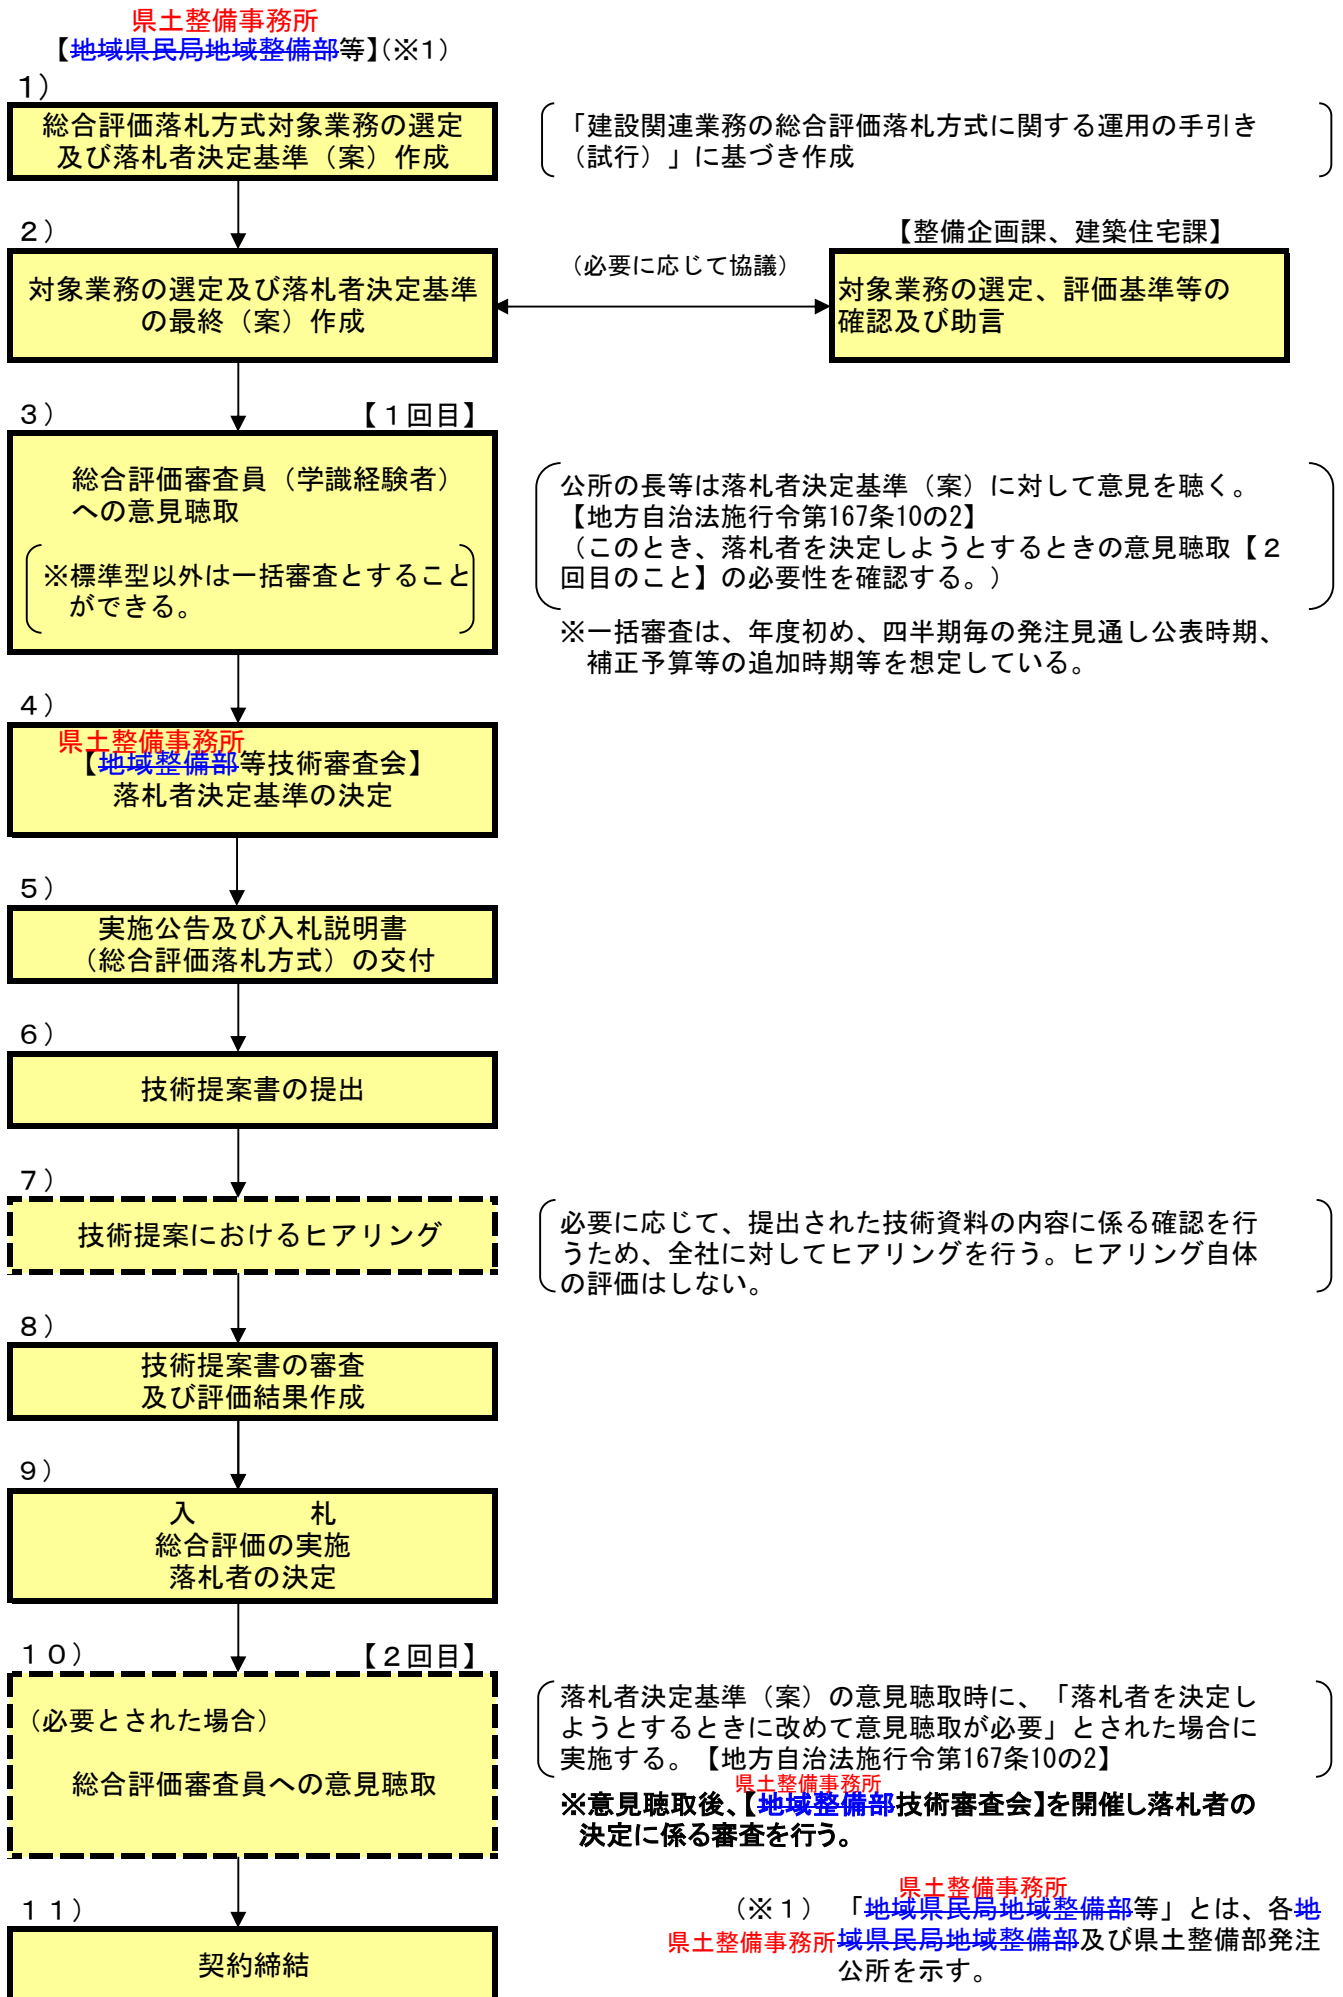 県土整備事務所
【地域県民局地域整備部等】(※1)
1)
総合評価落札方式対象業務の選定
及び落札者決定基準（案）作成
「建設関連業務の総合評価落札方式に関する運用の手引き
（試行）」に基づき作成
2)
対象業務の選定及び落札者決定基準
の最終（案）作成
（必要に応じて協議）
【整備企画課、建築住宅課】
対象業務の選定、評価基準等の
確認及び助言
3)
【1回目】
総合評価審査員（学識経験者）
への意見聴取
※標準型以外は一括審査とすること
ができる。
公所の長等は落札者決定基準（案）に対して意見を聴く。
【地方自治法施行令第167条10の2】
（このとき、落札者を決定しようとするときの意見聴取【2
回目のこと】の必要性を確認する。）
※一括審査は、年度初め、四半期毎の発注見通し公表時期、
補正予算等の追加時期等を想定している。
4)
県土整備事務所
【地域整備部等技術審査会】
落札者決定基準の決定
5)
実施公告及び入札説明書
（総合評価落札方式）の交付
6)
技術提案書の提出
7)
技術提案におけるヒアリング
必要に応じて、提出された技術資料の内容に係る確認を行
うため、全社に対してヒアリングを行う。ヒアリング自体
の評価はしない。
8)
技術提案書の審査
及び評価結果作成
9)
入　　　　札
総合評価の実施
落札者の決定
10)
【2回目】
（必要とされた場合）
総合評価審査員への意見聴取
落札者決定基準（案）の意見聴取時に、「落札者を決定し
ようとするときに改めて意見聴取が必要」とされた場合に
実施する。【地方自治法施行令第167条10の2】
県土整備事務所
※意見聴取後、【地域整備部技術審査会】を開催し落札者の
決定に係る審査を行う。
11)
契約締結
県土整備事務所
（※1）　「地域県民局地域整備部等」とは、各地
県土整備事務所域県民局地域整備部及び県土整備部発注
公所を示す。